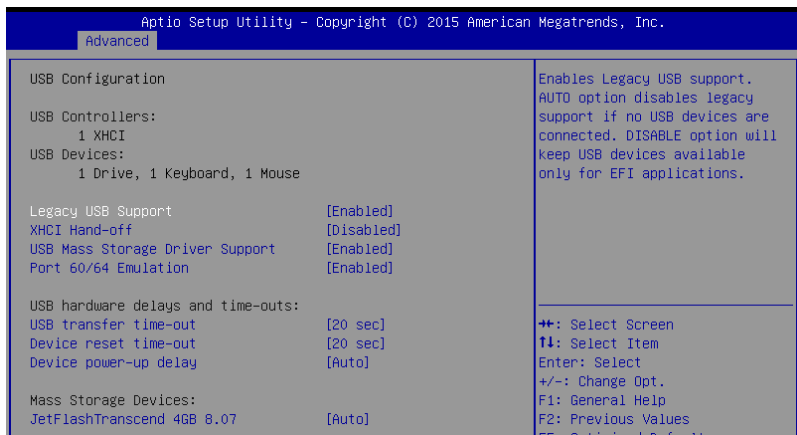 Aptio Setup Utility – Copyright (C) 2015 American Megatrends, Inc.
Advanced
USB Configuration
USB Controllers:
1 XHCI
USB Devices:
1 Drive, 1 Keyboard, 1 Mouse
Legacy USB Support [Enabled]
XHCI Hand-off [Disabled]
USB Mass Storage Driver Support [Enabled]
Port 60/64 Emulation [Enabled]
USB hardware delays and time-outs:
USB transfer time-out [20 sec]
Device reset time-out [20 sec]
Device power-up delay [Auto]
Mass Storage Devices:
JetFlashTranscend 4GB 8.07 [Auto]
Enables Legacy USB support.
AUTO option disables legacy
support if no USB devices are
connected. DISABLE option will
keep USB devices available
only for EFI applications.
→←: Select Screen
↑↓: Select Item
Enter: Select
+/-: Change Opt.
F1: General Help
F2: Previous Values